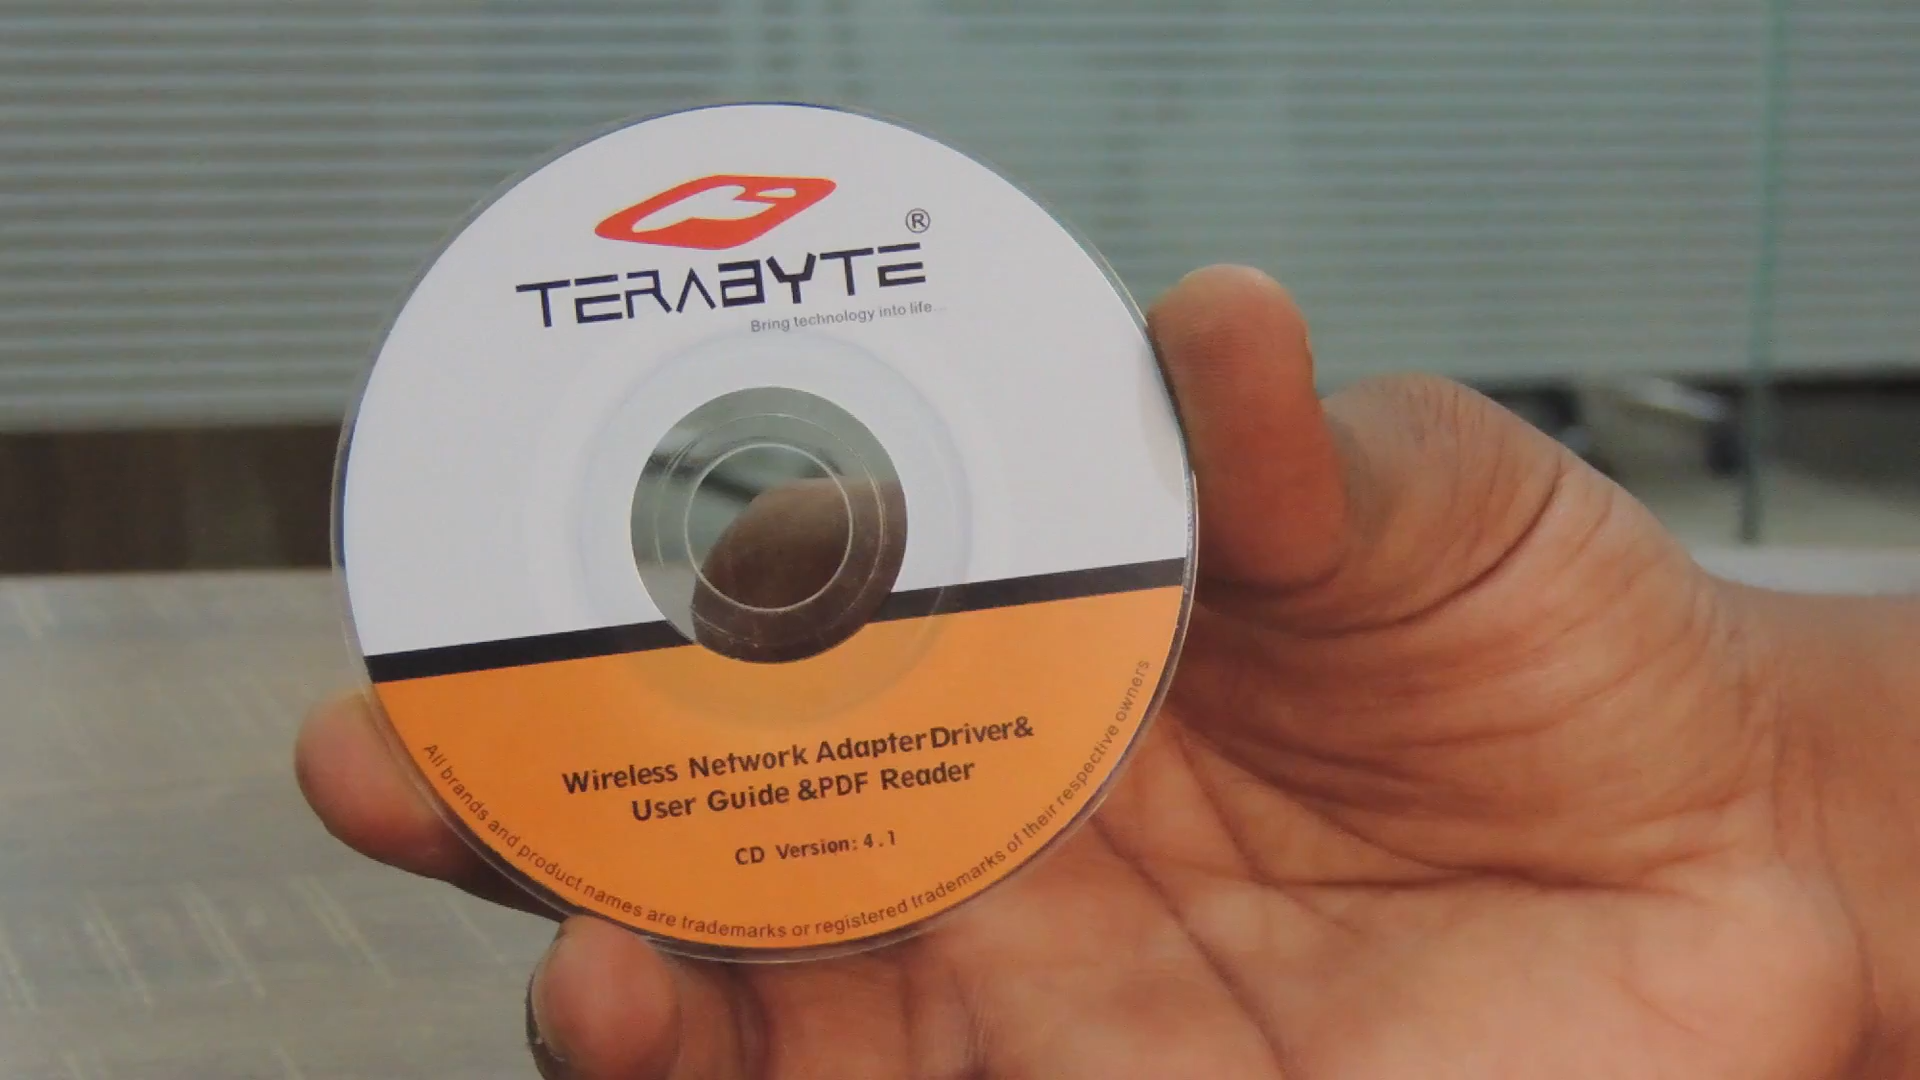 ®
TERABYTE
Bring technology into life...
Wireless Network Adapter Driver&
User Guide &PDF Reader
CD Version: 4.1
All brands and product names are trademarks or registered trademarks of their respective owners